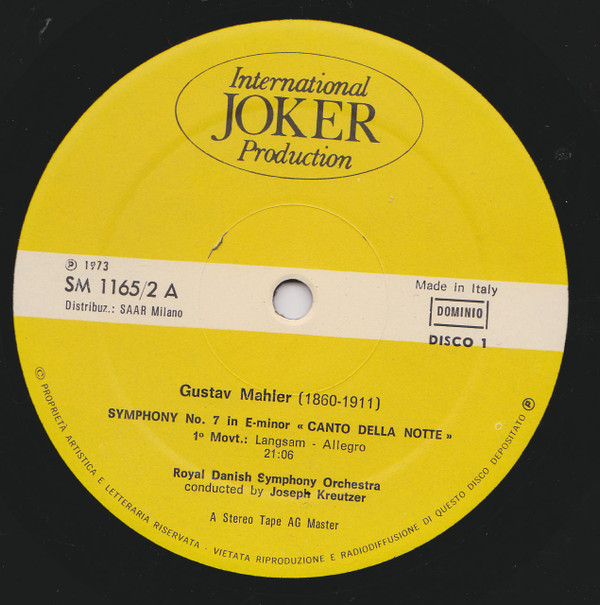 International
JOKER
Production
℗ 1973
SM 1165/2 A
Distribuz.: SAAR Milano
Made in Italy
DOMINIO
DISCO 1
Gustav Mahler (1860-1911)
SYMPHONY No. 7 in E-minor « CANTO DELLA NOTTE »
1º Movt.: Langsam - Allegro
21:06
Royal Danish Symphony Orchestra
conducted by Joseph Kreutzer
A Stereo Tape AG Master
© PROPRIETÀ ARTISTICA E LETTERARIA RISERVATA · VIETATA RIPRODUZIONE E RADIODIFFUSIONE DI QUESTO DISCO DEPOSITATO ℗